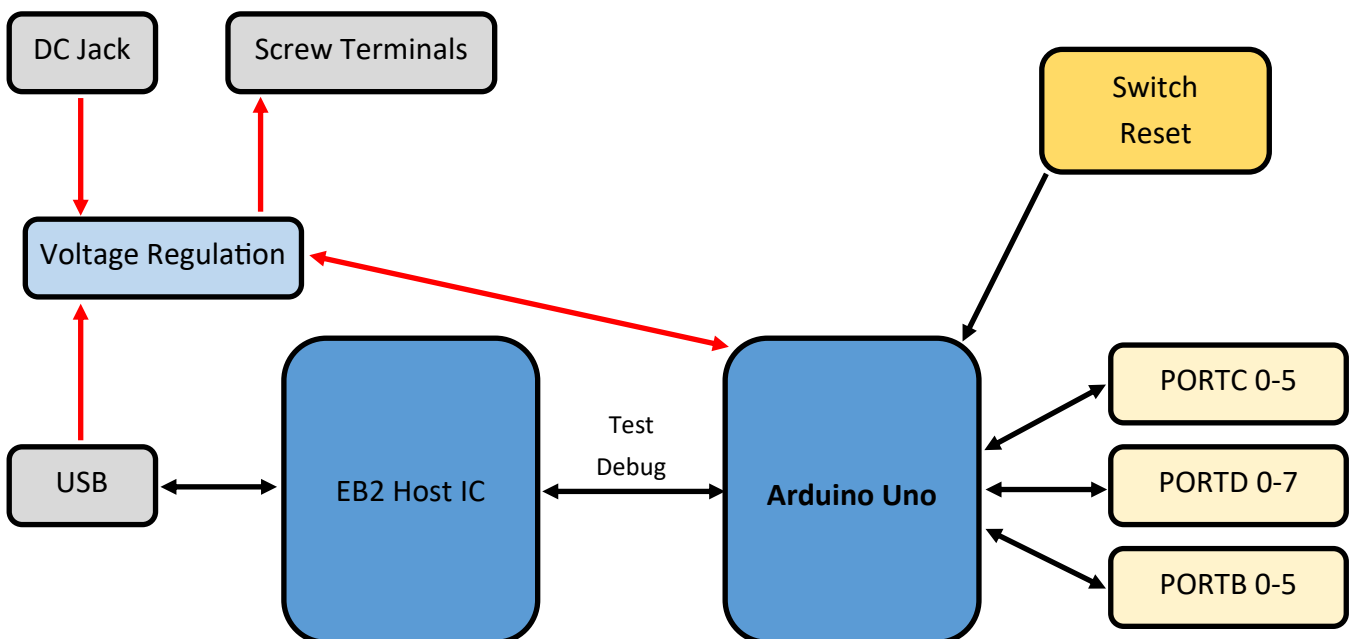 DC Jack
Screw Terminals
Switch
Reset
Voltage Regulation
Test
Debug
USB
EB2 Host IC
Arduino Uno
PORTC 0-5
PORTD 0-7
PORTB 0-5